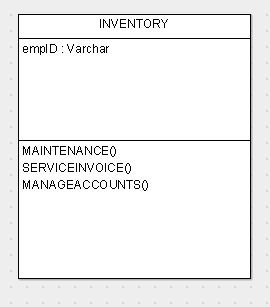 INVENTORY
empID : Varchar
MAINTENANCE()
SERVICEINVOICE()
MANAGEACCOUNTS()